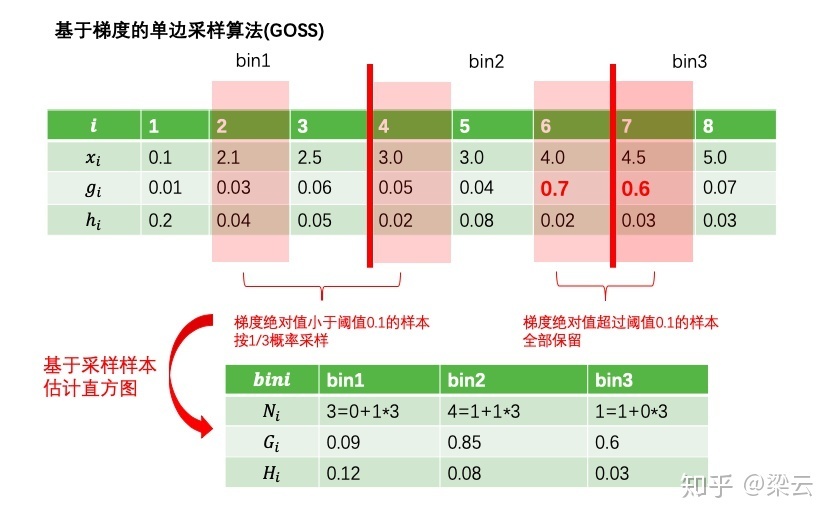 基于梯度的单边采样算法(GOSS)
bin1 bin2 bin3
i 1 2 3 4 5 6 7 8
xᵢ 0.1 2.1 2.5 3.0 3.0 4.0 4.5 5.0
gᵢ 0.01 0.03 0.06 0.05 0.04 0.7 0.6 0.07
hᵢ 0.2 0.04 0.05 0.02 0.08 0.02 0.03 0.03
梯度绝对值小于阈值0.1的样本
按1/3概率采样
梯度绝对值超过阈值0.1的样本
全部保留
基于采样样本
估计直方图
bini bin1 bin2 bin3
Nᵢ 3=0+1*3 4=1+1*3 1=1+0*3
Gᵢ 0.09 0.85 0.6
Hᵢ 0.12 0.08 0.03
知乎 @梁云